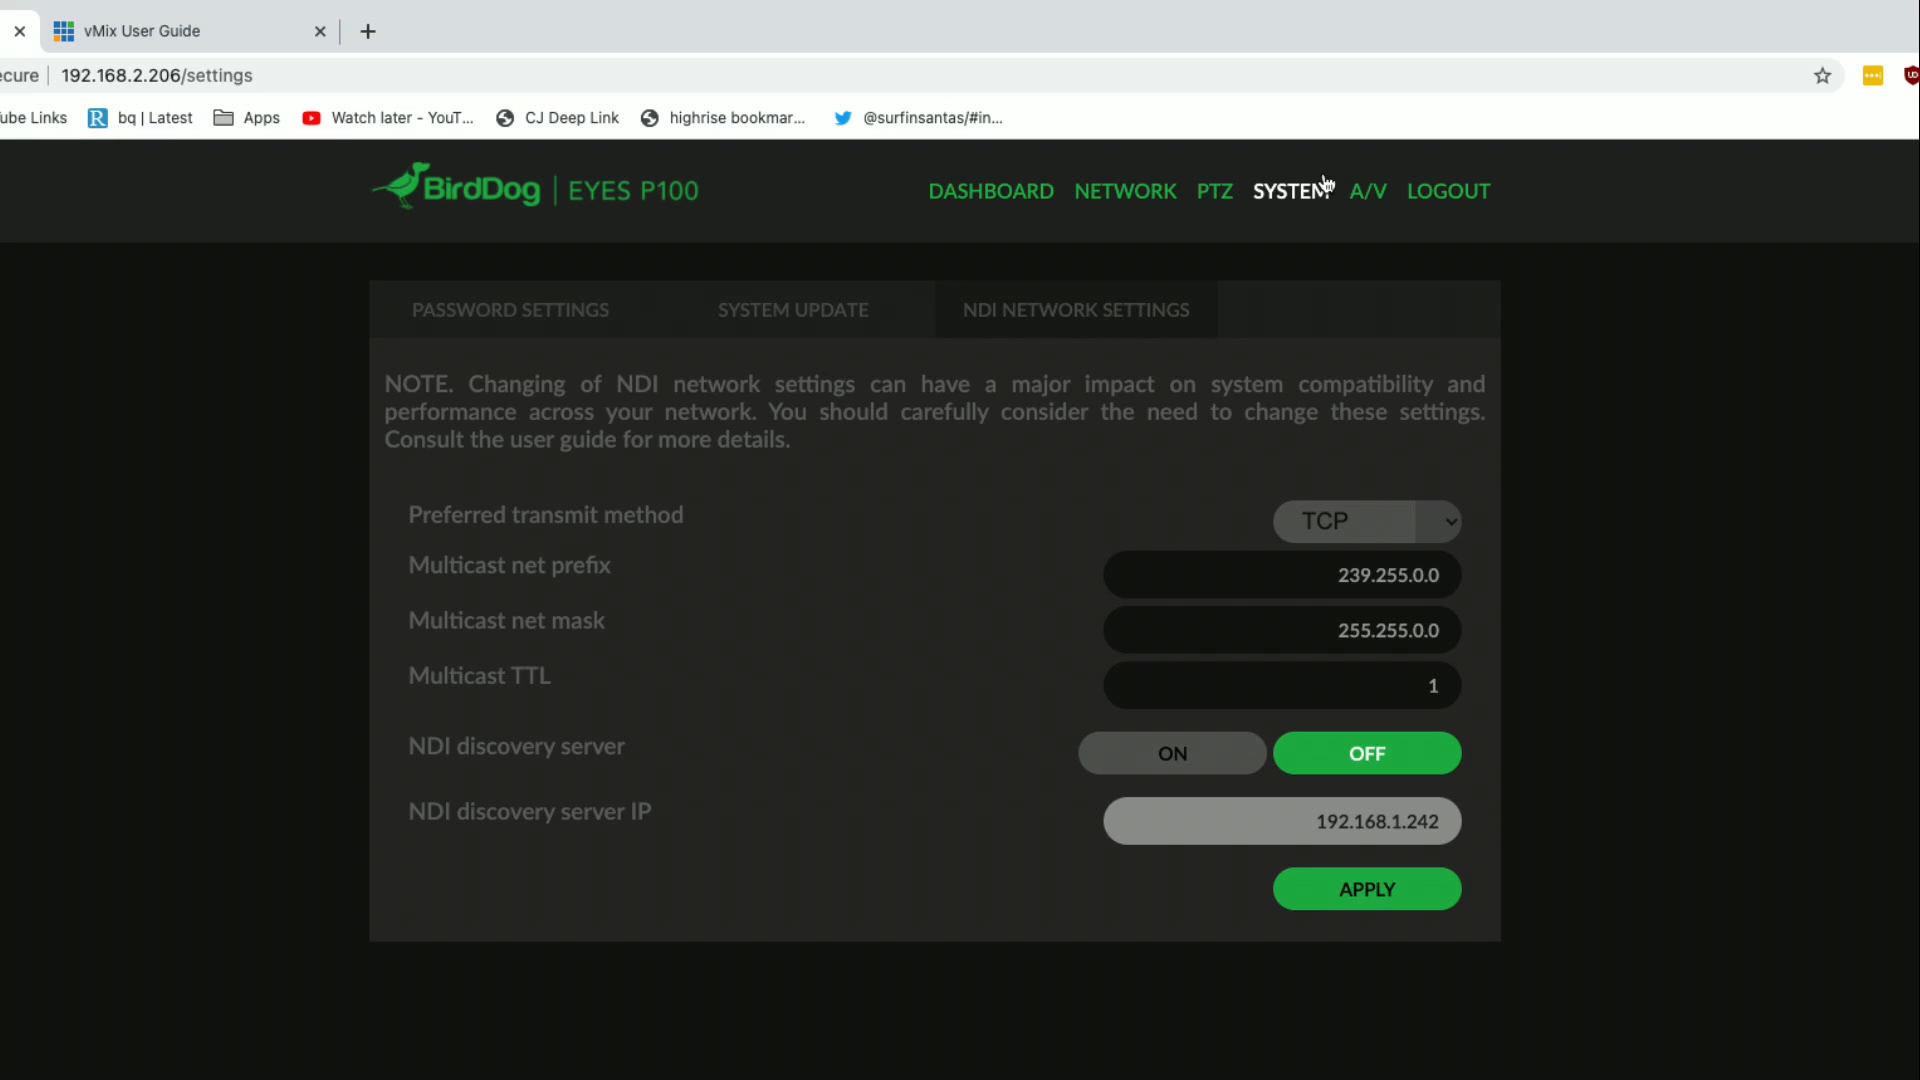 vMix User Guide
ecure | 192.168.2.206/settings
ube Links bq | Latest Apps Watch later - YouT... CJ Deep Link highrise bookmar... @surfinsantas/#in...
BirdDog | EYES P100 DASHBOARD NETWORK PTZ SYSTEM A/V LOGOUT
PASSWORD SETTINGS SYSTEM UPDATE NDI NETWORK SETTINGS
NOTE. Changing of NDI network settings can have a major impact on system compatibility and
performance across your network. You should carefully consider the need to change these settings.
Consult the user guide for more details.
Preferred transmit method TCP
Multicast net prefix 239.255.0.0
Multicast net mask 255.255.0.0
Multicast TTL 1
NDI discovery server ON OFF
NDI discovery server IP 192.168.1.242
APPLY